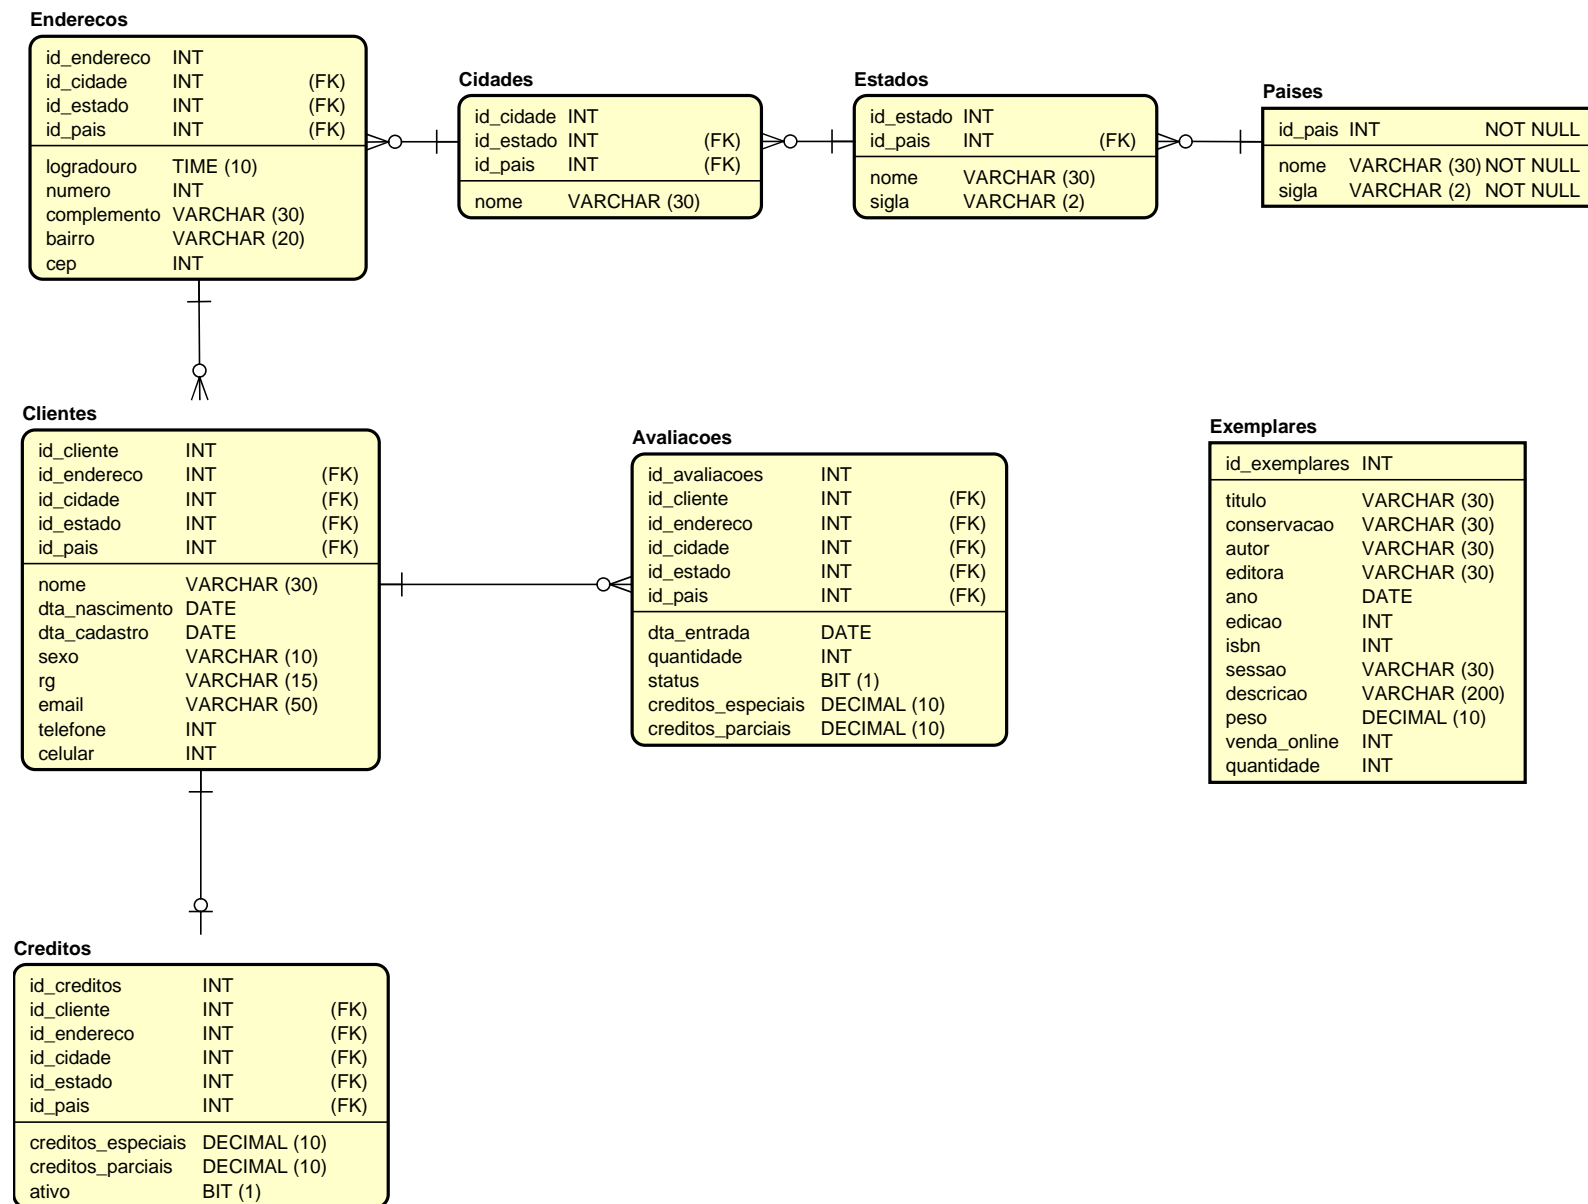 Enderecos
id_endereco INT
id_cidade INT (FK)
id_estado INT (FK)
id_pais INT (FK)
logradouro TIME (10)
numero INT
complemento VARCHAR (30)
bairro VARCHAR (20)
cep INT
Cidades
id_cidade INT
id_estado INT (FK)
id_pais INT (FK)
nome VARCHAR (30)
Estados
id_estado INT
id_pais INT (FK)
nome VARCHAR (30)
sigla VARCHAR (2)
Paises
id_pais INT NOT NULL
nome VARCHAR (30) NOT NULL
sigla VARCHAR (2) NOT NULL
Clientes
id_cliente INT
id_endereco INT (FK)
id_cidade INT (FK)
id_estado INT (FK)
id_pais INT (FK)
nome VARCHAR (30)
dta_nascimento DATE
dta_cadastro DATE
sexo VARCHAR (10)
rg VARCHAR (15)
email VARCHAR (50)
telefone INT
celular INT
Avaliacoes
id_avaliacoes INT
id_cliente INT (FK)
id_endereco INT (FK)
id_cidade INT (FK)
id_estado INT (FK)
id_pais INT (FK)
dta_entrada DATE
quantidade INT
status BIT (1)
creditos_especiais DECIMAL (10)
creditos_parciais DECIMAL (10)
Exemplares
id_exemplares INT
titulo VARCHAR (30)
conservacao VARCHAR (30)
autor VARCHAR (30)
editora VARCHAR (30)
ano DATE
edicao INT
isbn INT
sessao VARCHAR (30)
descricao VARCHAR (200)
peso DECIMAL (10)
venda_online INT
quantidade INT
Creditos
id_creditos INT
id_cliente INT (FK)
id_endereco INT (FK)
id_cidade INT (FK)
id_estado INT (FK)
id_pais INT (FK)
creditos_especiais DECIMAL (10)
creditos_parciais DECIMAL (10)
ativo BIT (1)